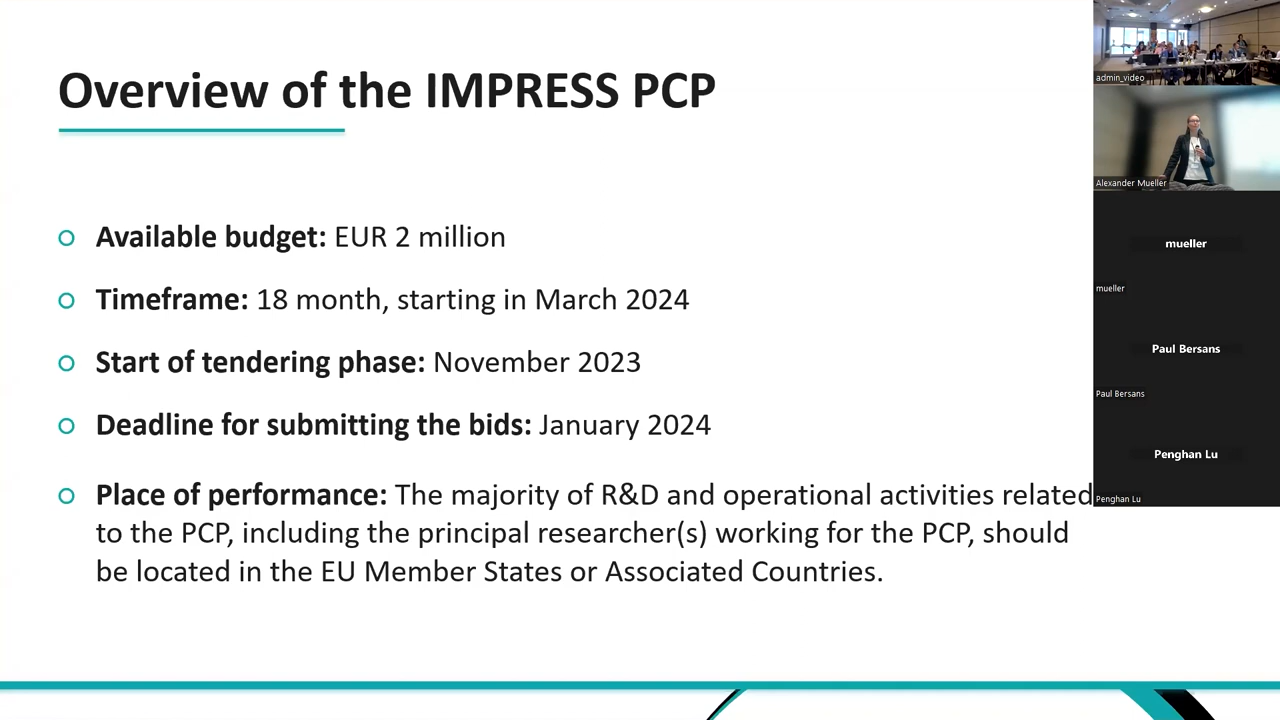 Overview of the IMPRESS PCP
Available budget: EUR 2 million
Timeframe: 18 month, starting in March 2024
Start of tendering phase: November 2023
Deadline for submitting the bids: January 2024
Place of performance: The majority of R&D and operational activities related
to the PCP, including the principal researcher(s) working for the PCP, should
be located in the EU Member States or Associated Countries.
admin_video
Alexander Mueller
mueller
mueller
Paul Bersans
Paul Bersans
Penghan Lu
Penghan Lu